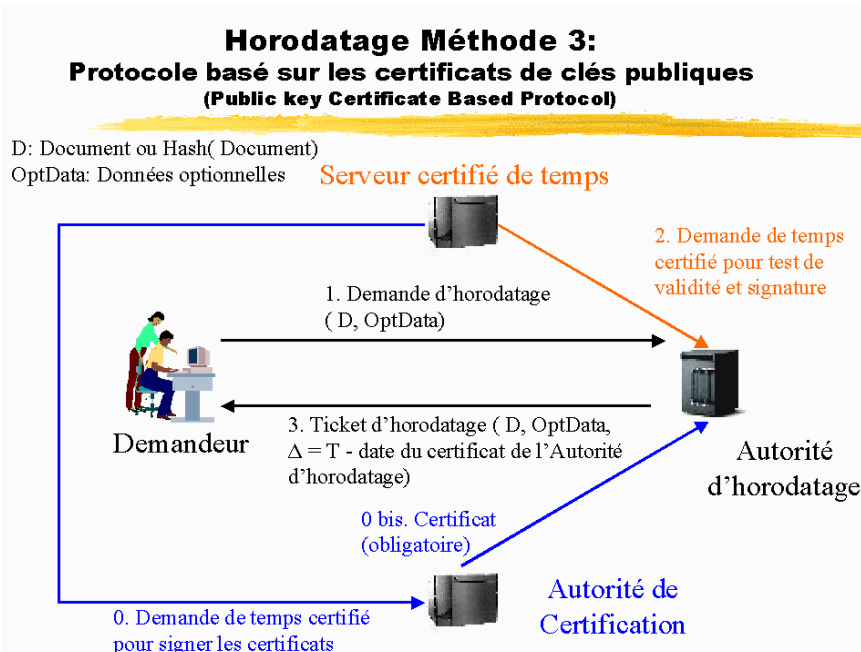 Horodatage Méthode 3:
Protocole basé sur les certificats de clés publiques
(Public key Certificate Based Protocol)
D: Document ou Hash( Document)
OptData: Données optionnelles
Serveur certifié de temps
2. Demande de temps
certifié pour test de
validité et signature
1. Demande d'horodatage
( D, OptData)
Demandeur
3. Ticket d'horodatage ( D, OptData,
Δ = T - date du certificat de l'Autorité
d'horodatage)
Autorité
d'horodatage
0 bis. Certificat
(obligatoire)
0. Demande de temps certifié
pour signer les certificats
Autorité de
Certification